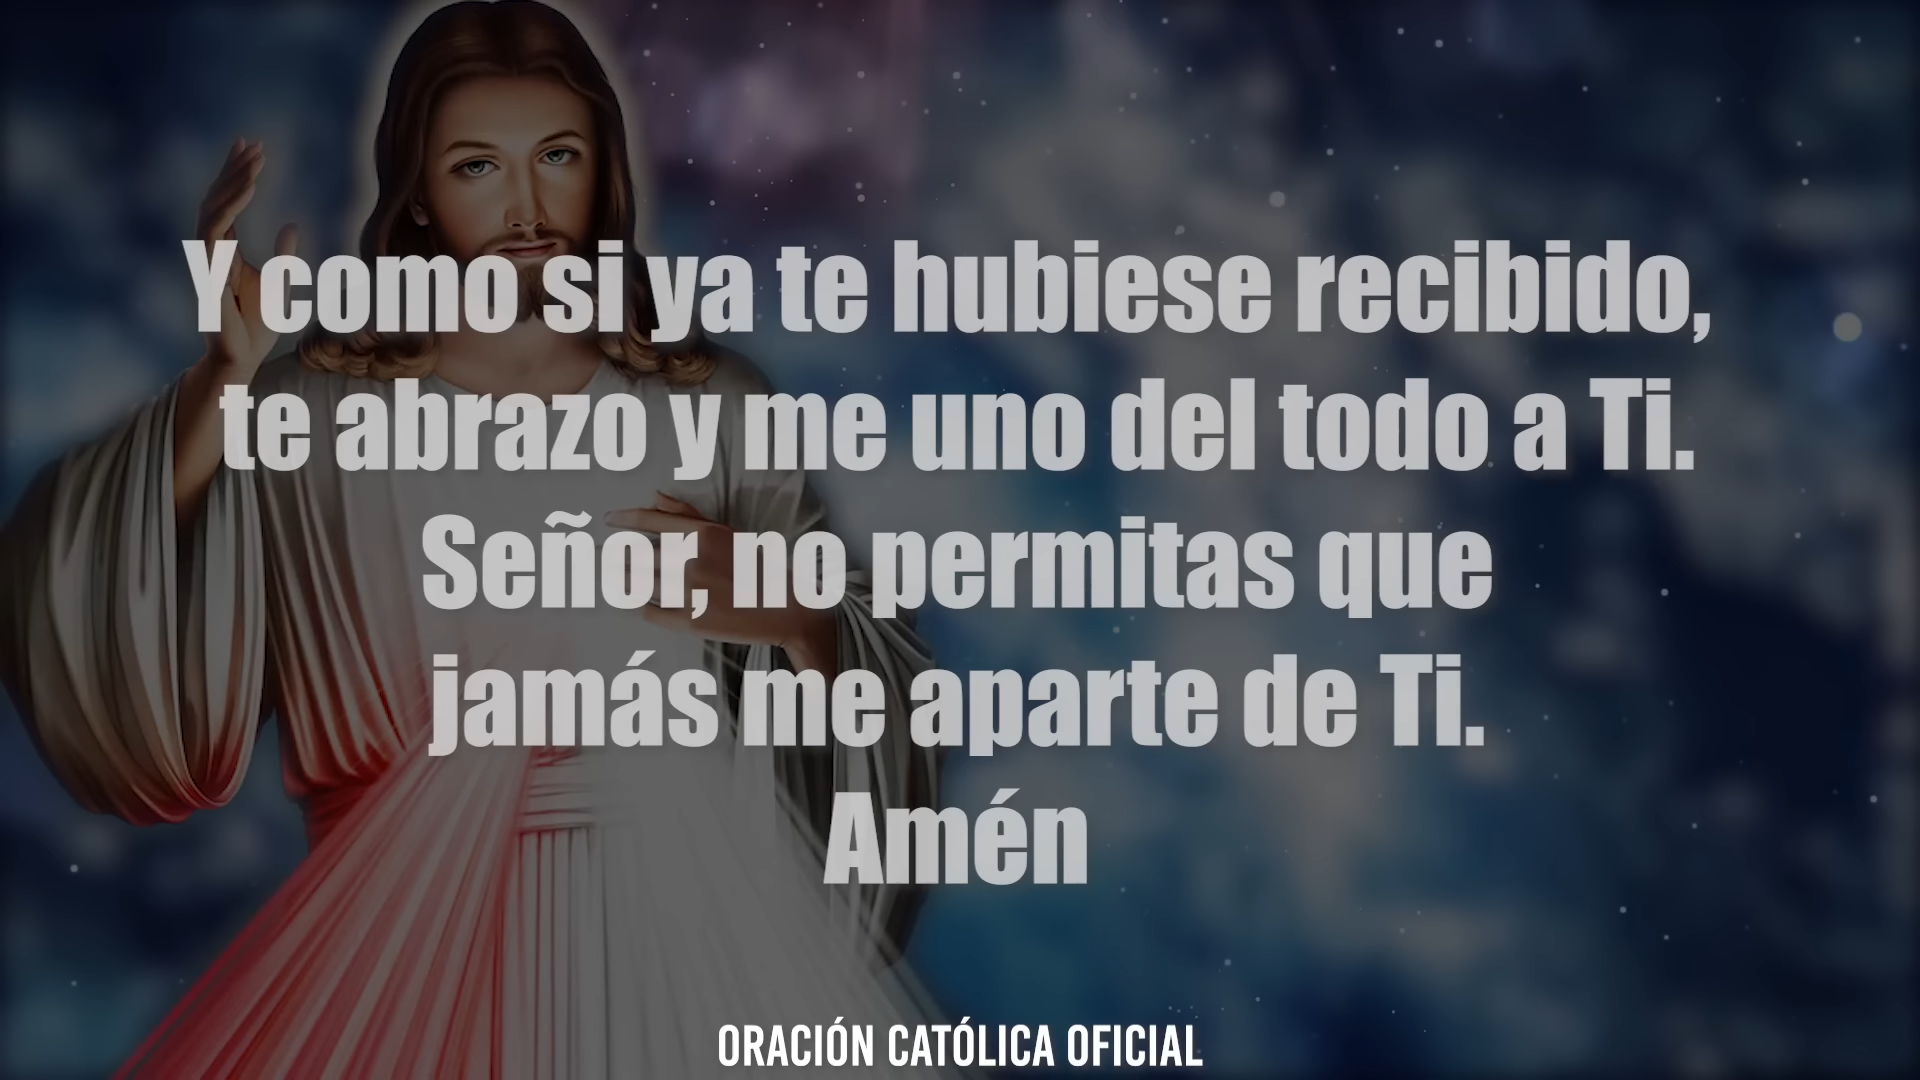 Y como si ya te hubiese recibido,
te abrazo y me uno del todo a Ti.
Señor, no permitas que
jamás me aparte de Ti.
Amén
ORACIÓN CATÓLICA OFICIAL